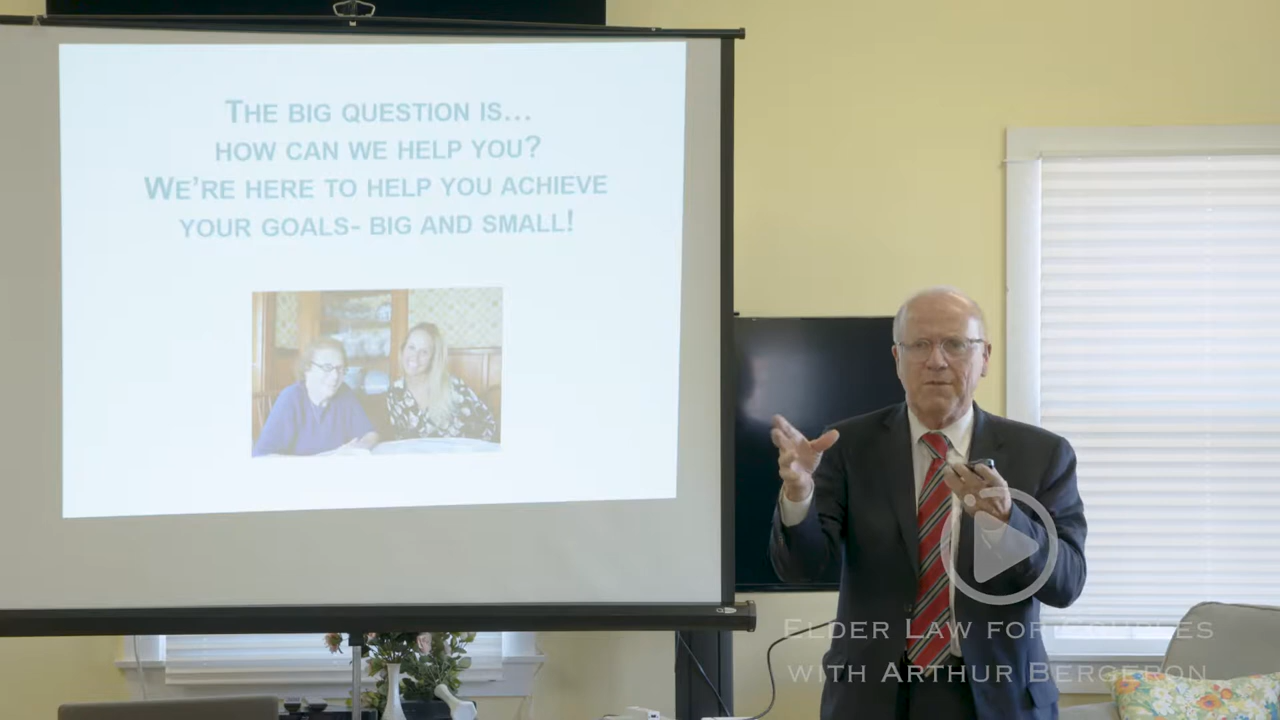 THE BIG QUESTION IS...
HOW CAN WE HELP YOU?
WE'RE HERE TO HELP YOU ACHIEVE
YOUR GOALS- BIG AND SMALL!
ELDER LAW FOR COUPLES
WITH ARTHUR BERGERON